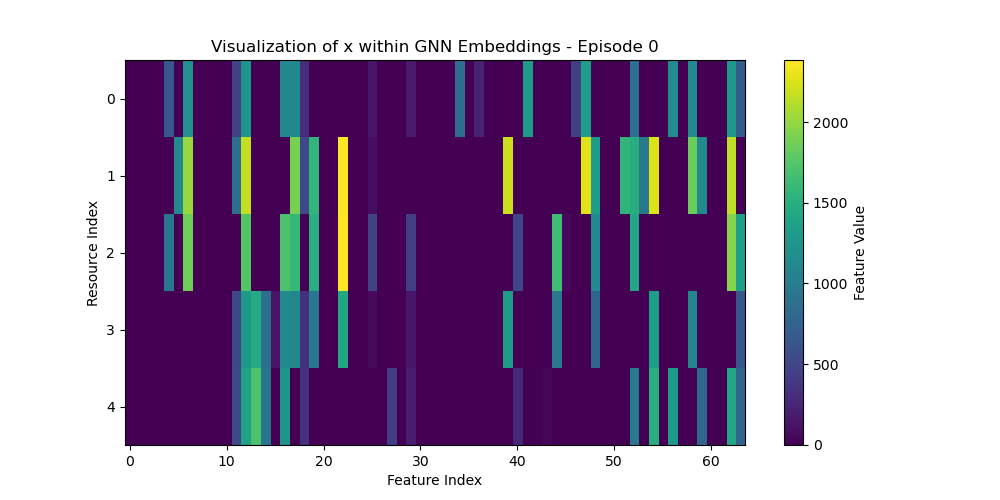 Visualization of x within GNN Embeddings - Episode 0
Resource Index
0
1
2
3
4
0 10 20 30 40 50 60
Feature Index
2000
1500
1000
500
0
Feature Value